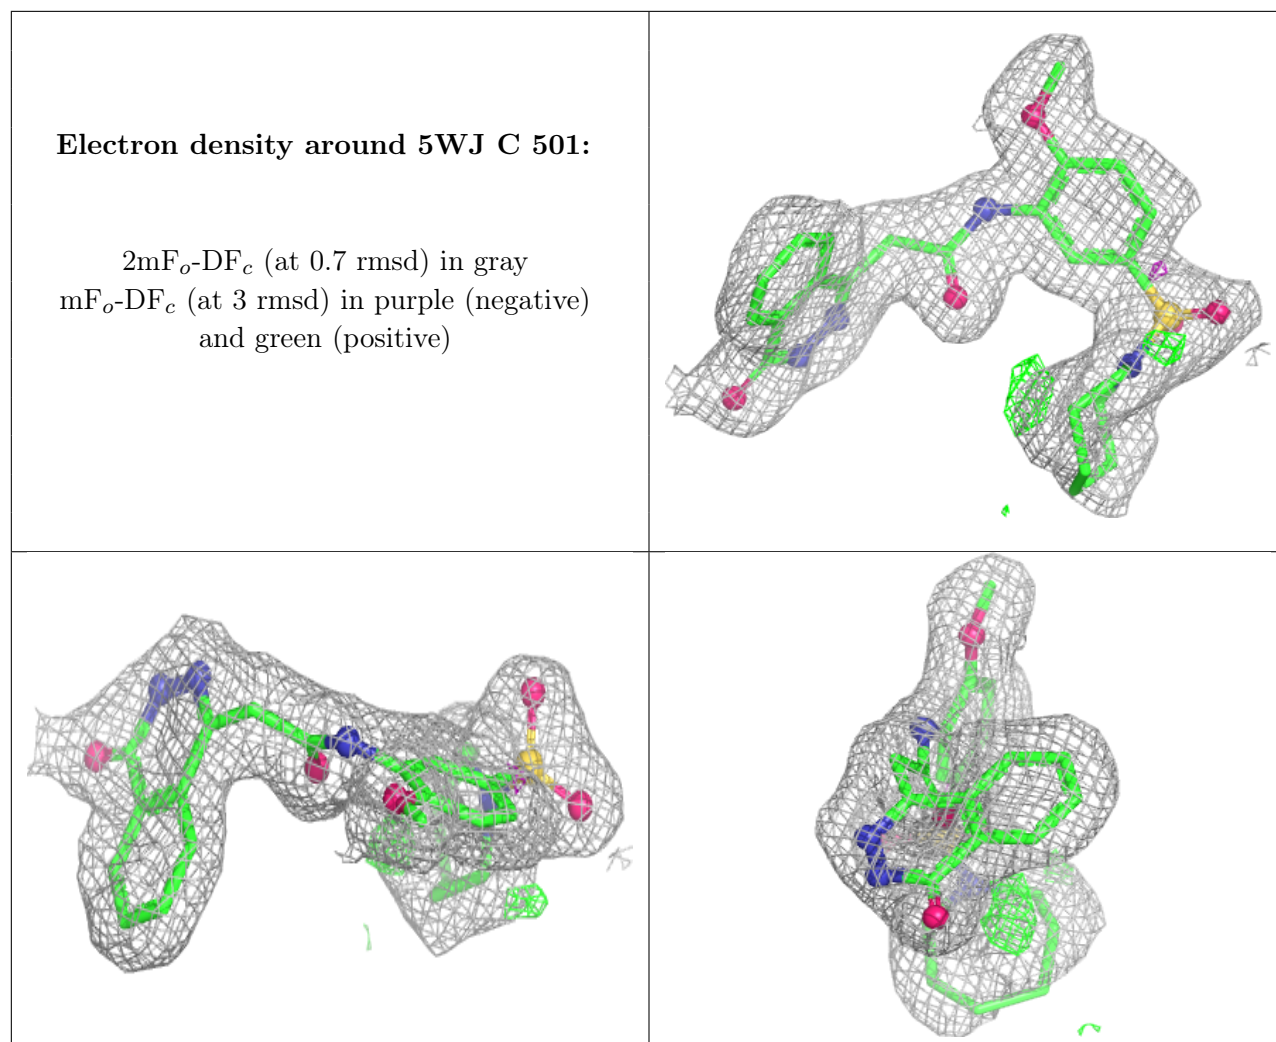 Electron density around 5WJ C 501:
2mFo-DFc (at 0.7 rmsd) in gray
mFo-DFc (at 3 rmsd) in purple (negative)
and green (positive)